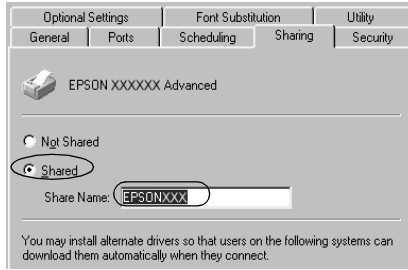 Optional Settings Font Substitution Utility
General Ports Scheduling Sharing Security
EPSON XXXXXX Advanced
Not Shared
Shared
Share Name: EPSONXXX
You may install alternate drivers so that users on the following systems can
download them automatically when they connect.